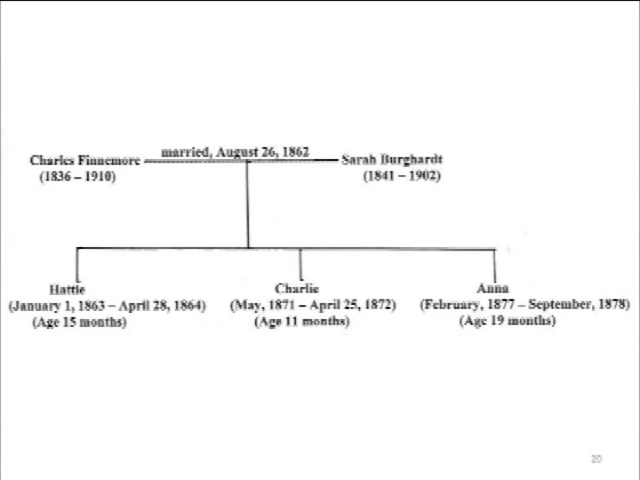 married, August 26, 1862
Charles Finnemore
Sarah Burghardt
(1836 – 1910)
(1841 – 1902)
Hattie
Charlie
Anna
(January 1, 1863 – April 28, 1864)
(May, 1871 – April 25, 1872)
(February, 1877 – September, 1878)
(Age 15 months)
(Age 11 months)
(Age 19 months)
20